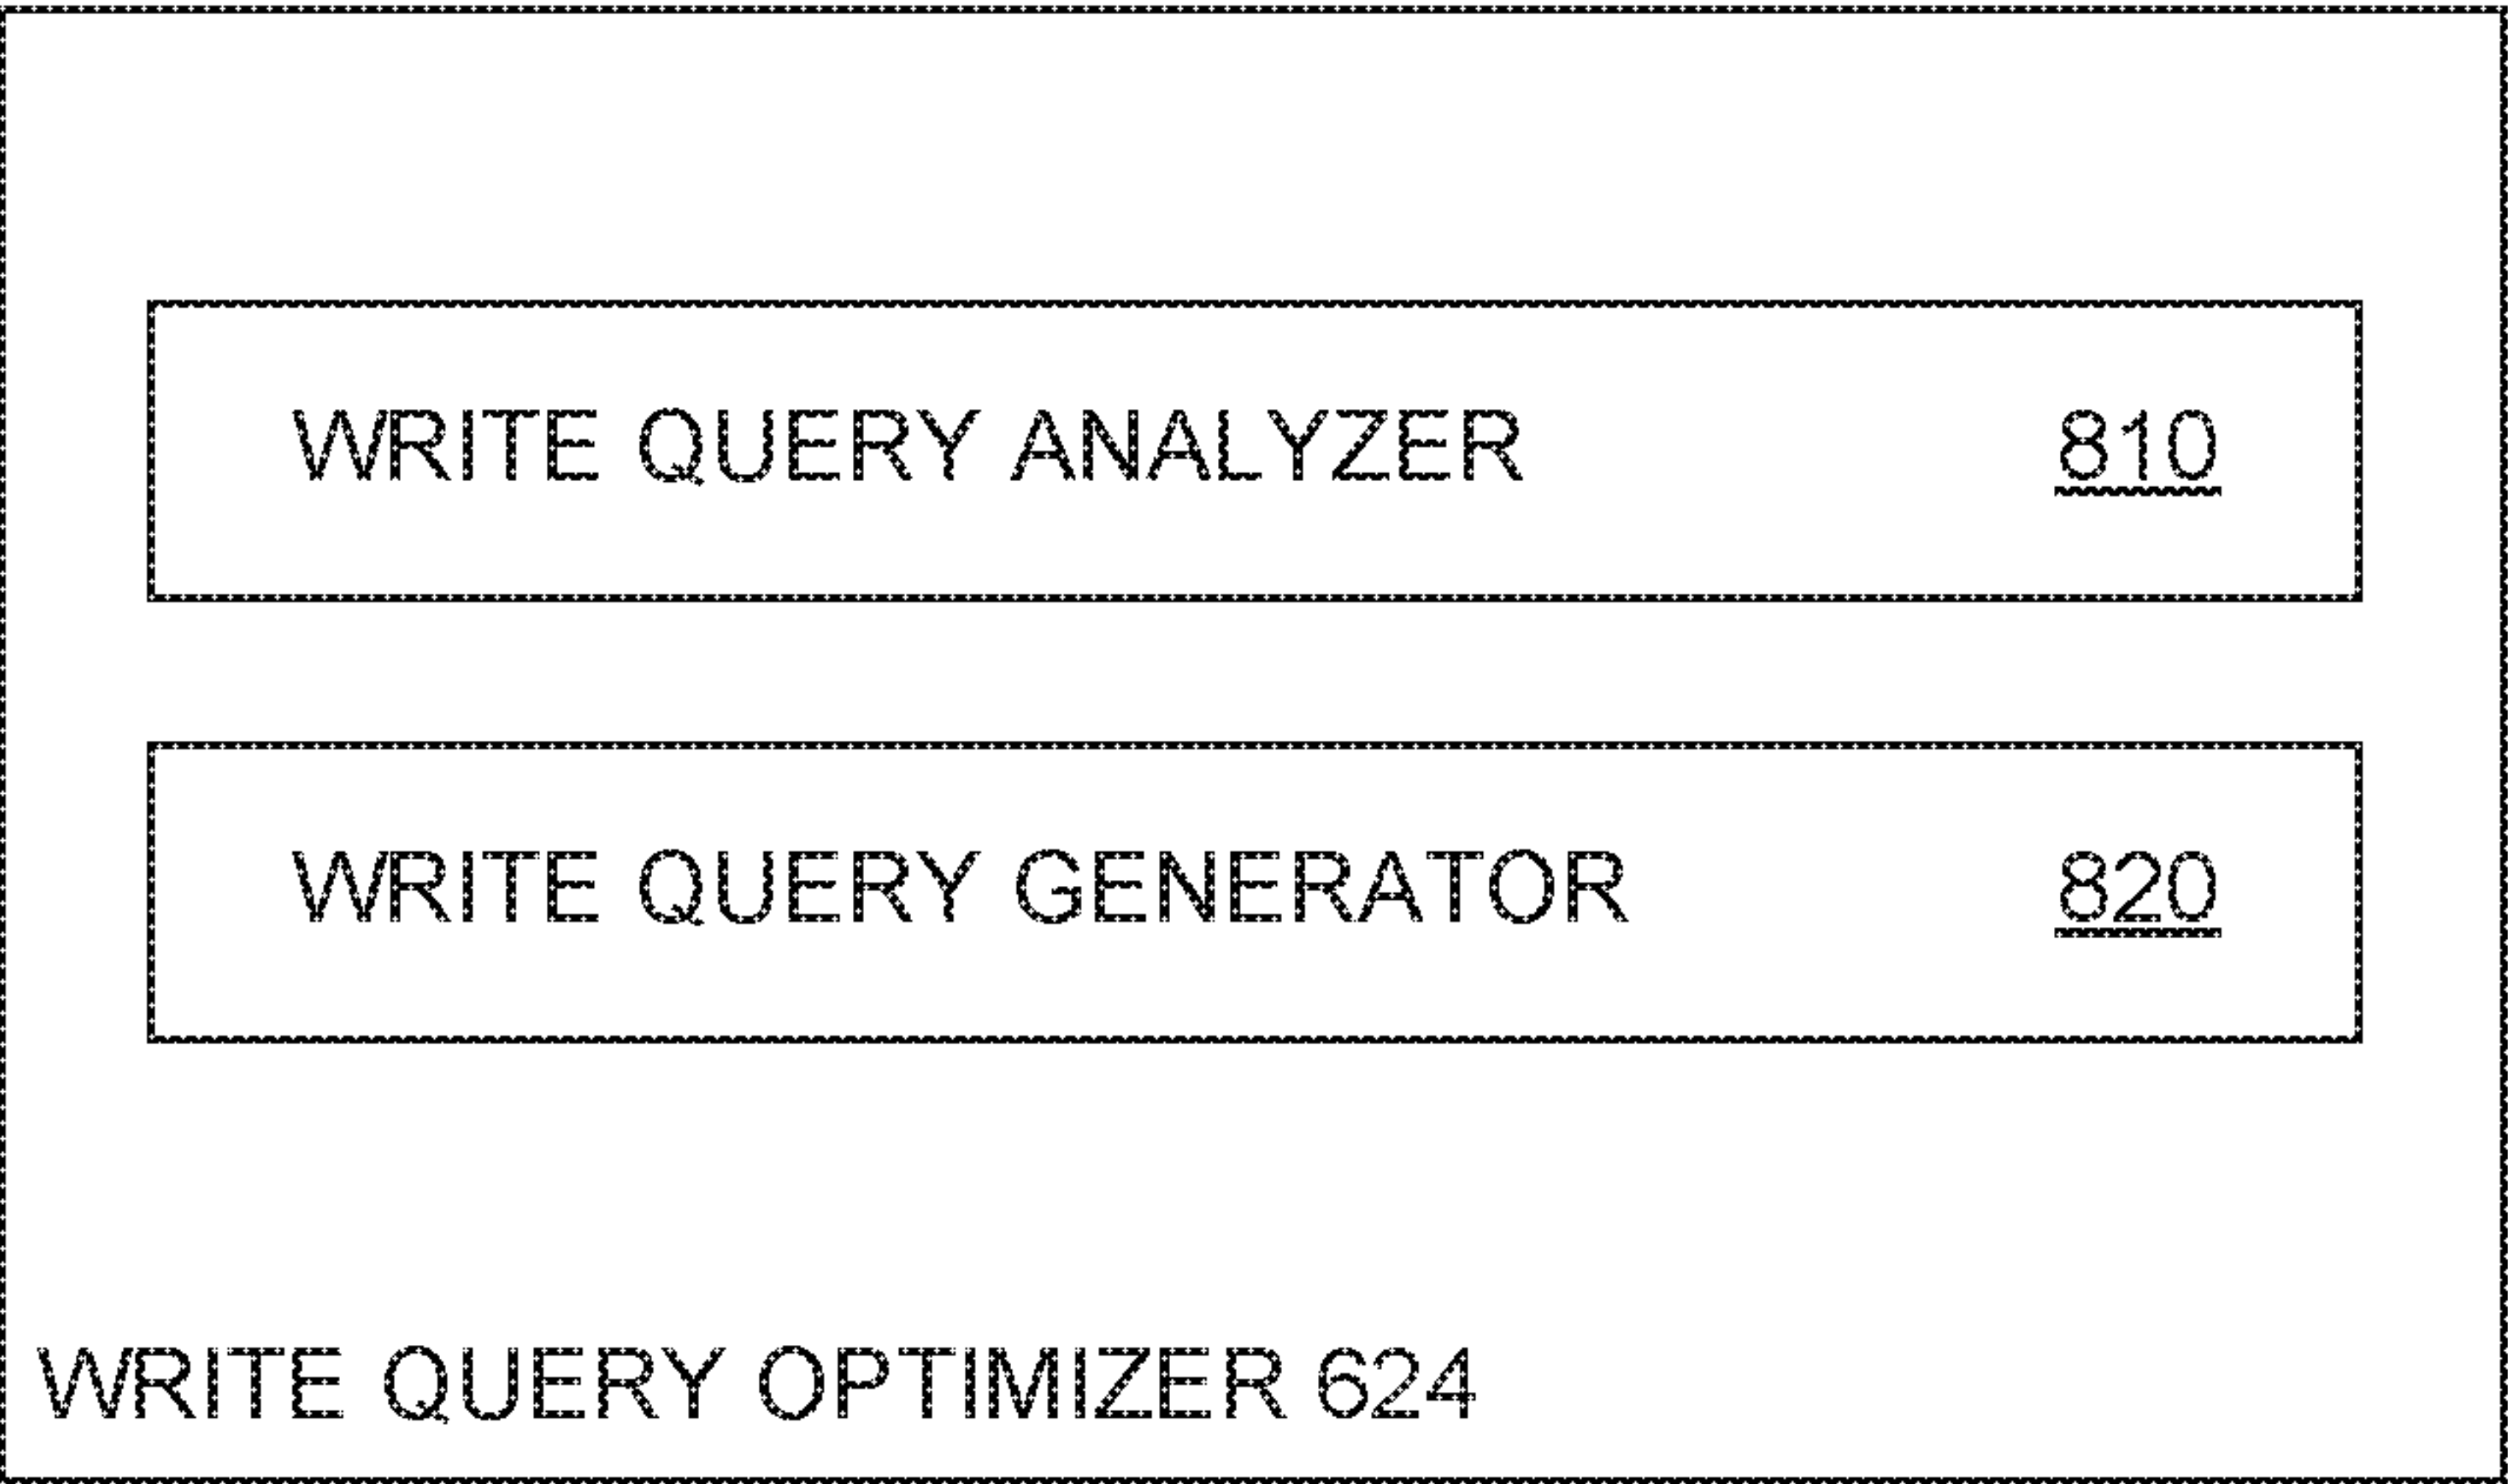 WRITE QUERY ANALYZER 810
WRITE QUERY GENERATOR 820
WRITE QUERY OPTIMIZER 624